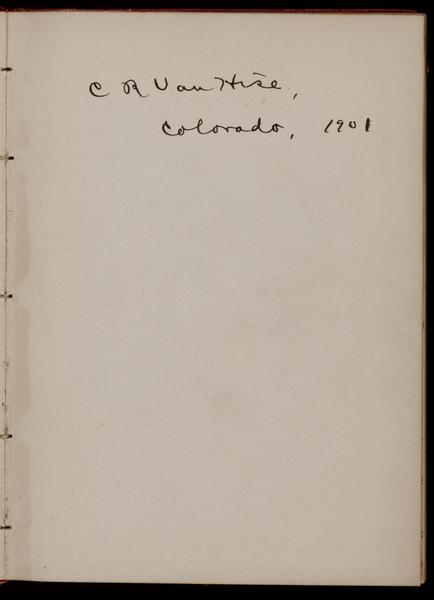 C R Van Hise,
Colorado, 1901